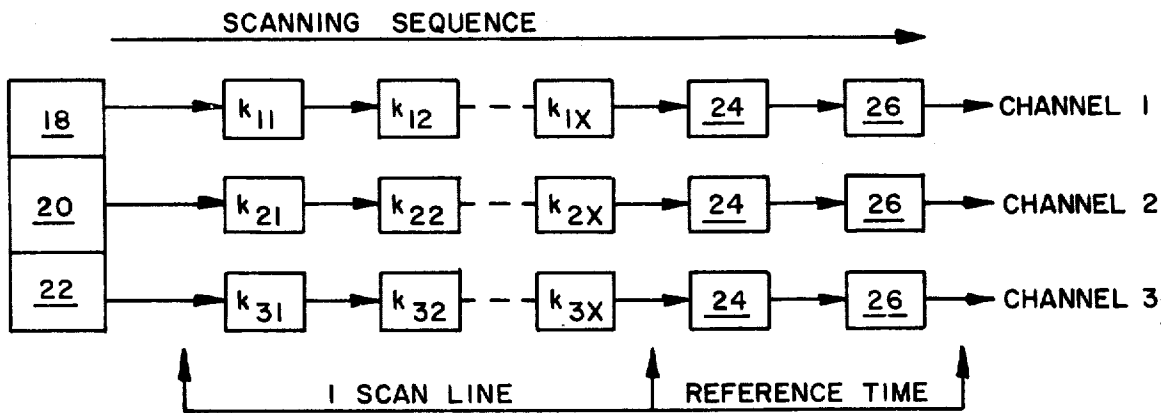 SCANNING SEQUENCE
18 k11 k12 k1X 24 26 CHANNEL 1
20 k21 k22 k2X 24 26 CHANNEL 2
22 k31 k32 k3X 24 26 CHANNEL 3
1 SCAN LINE REFERENCE TIME